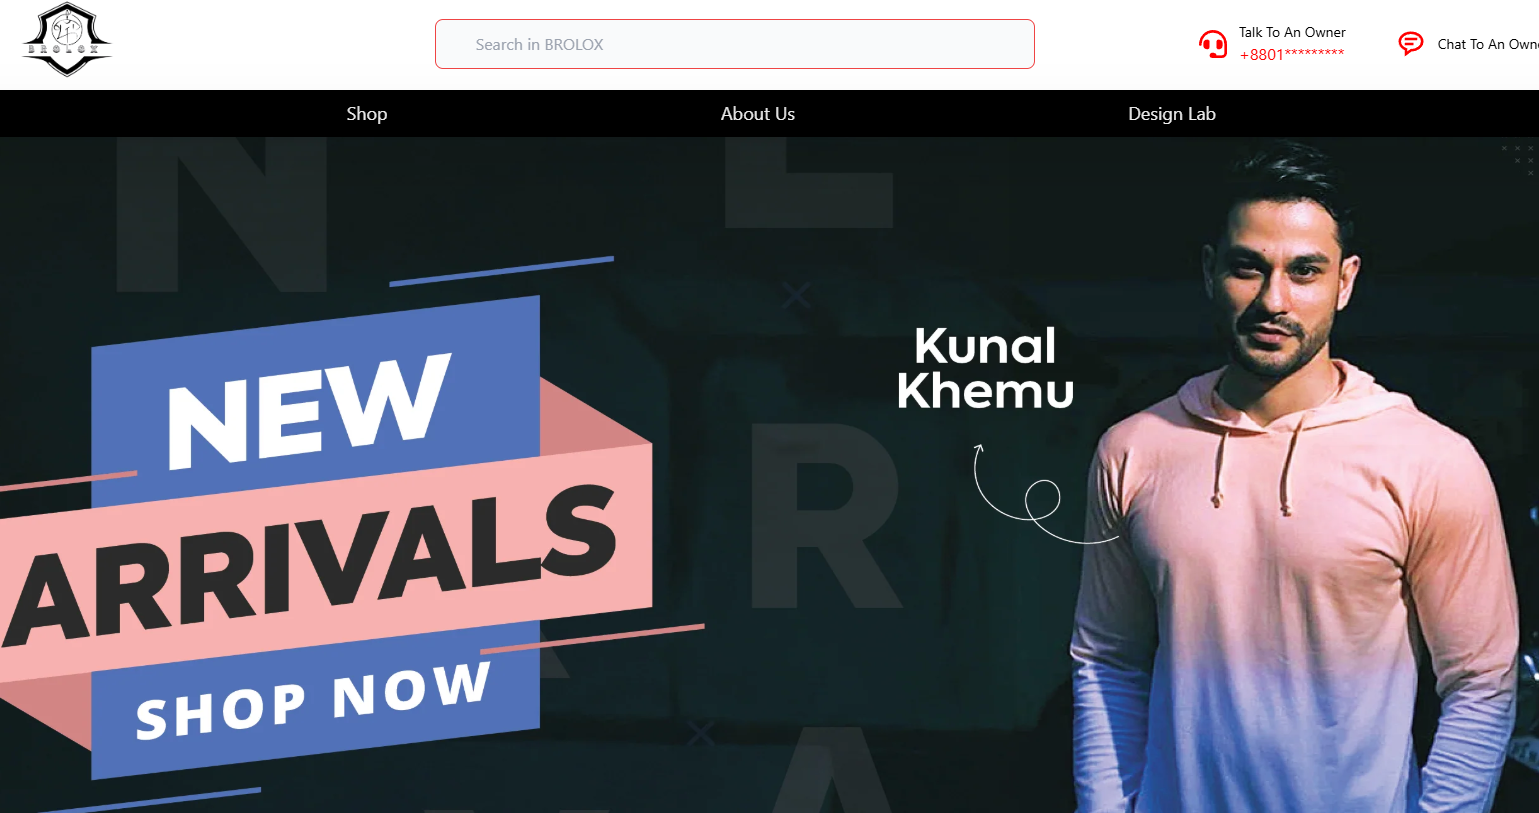 BROLOX
Search in BROLOX
Talk To An Owner
+8801*********
Chat To An Own
Shop
About Us
Design Lab
NEW
ARRIVALS
SHOP NOW
Kunal
Khemu